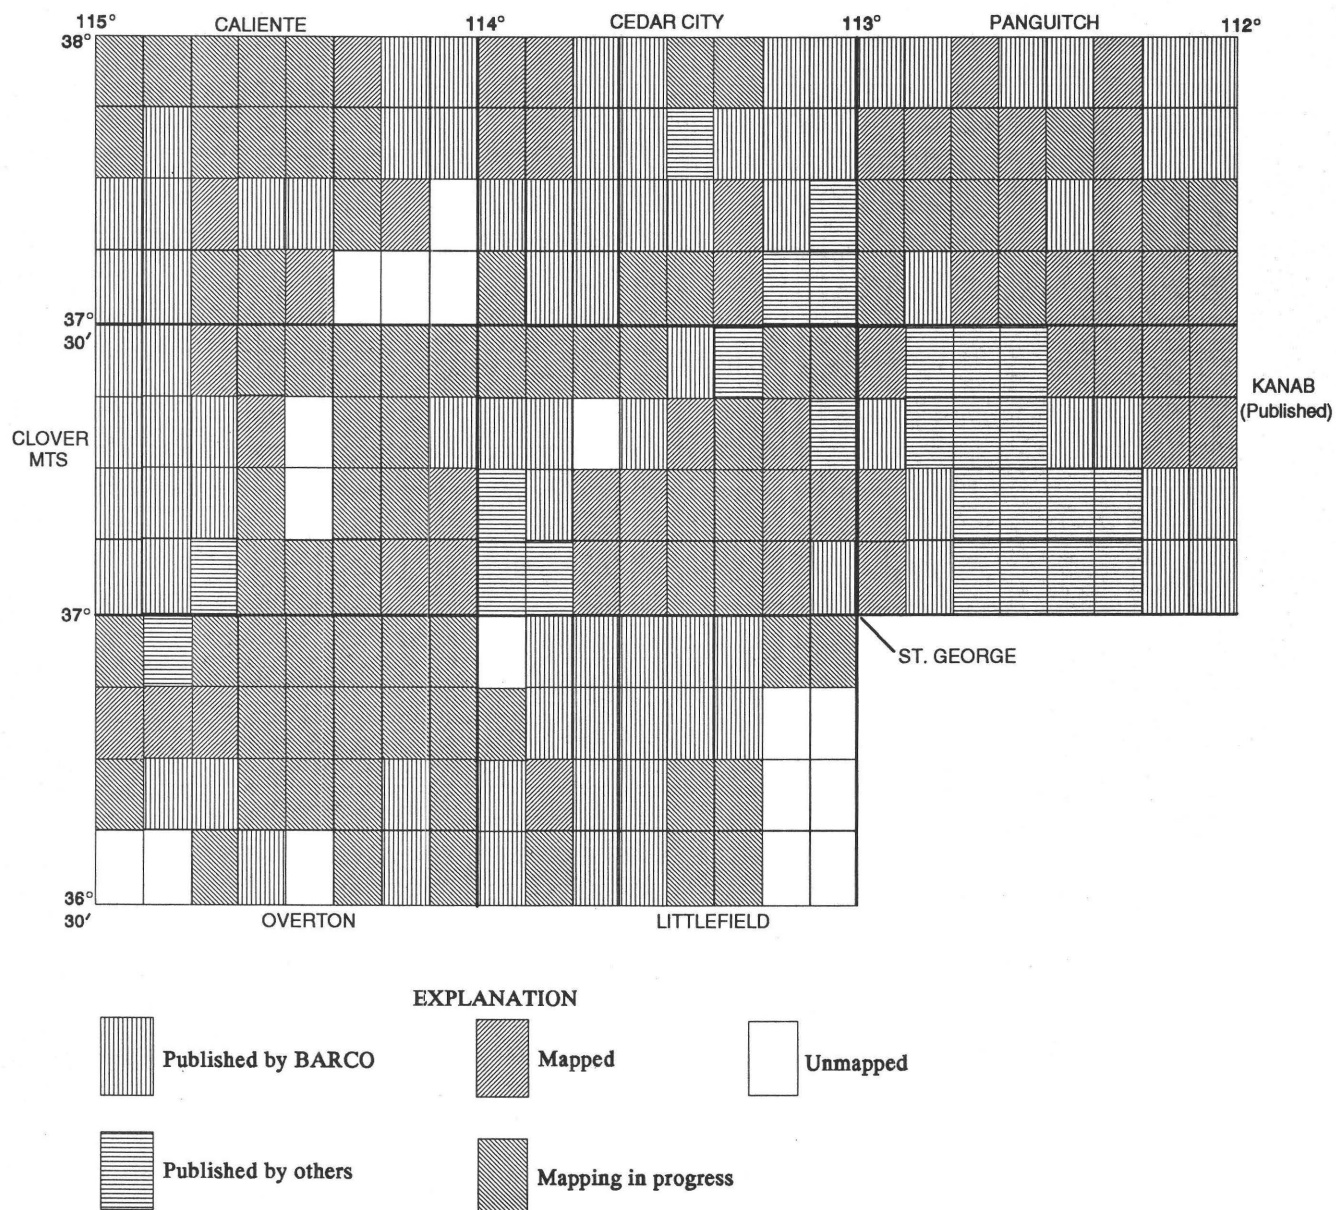 115°
CALIENTE
114°
CEDAR CITY
113°
PANGUITCH
112°
38°
37°
30′
KANAB
(Published)
CLOVER
MTS
37°
ST. GEORGE
36°
30′
OVERTON
LITTLEFIELD
EXPLANATION
Published by BARCO
Mapped
Unmapped
Published by others
Mapping in progress